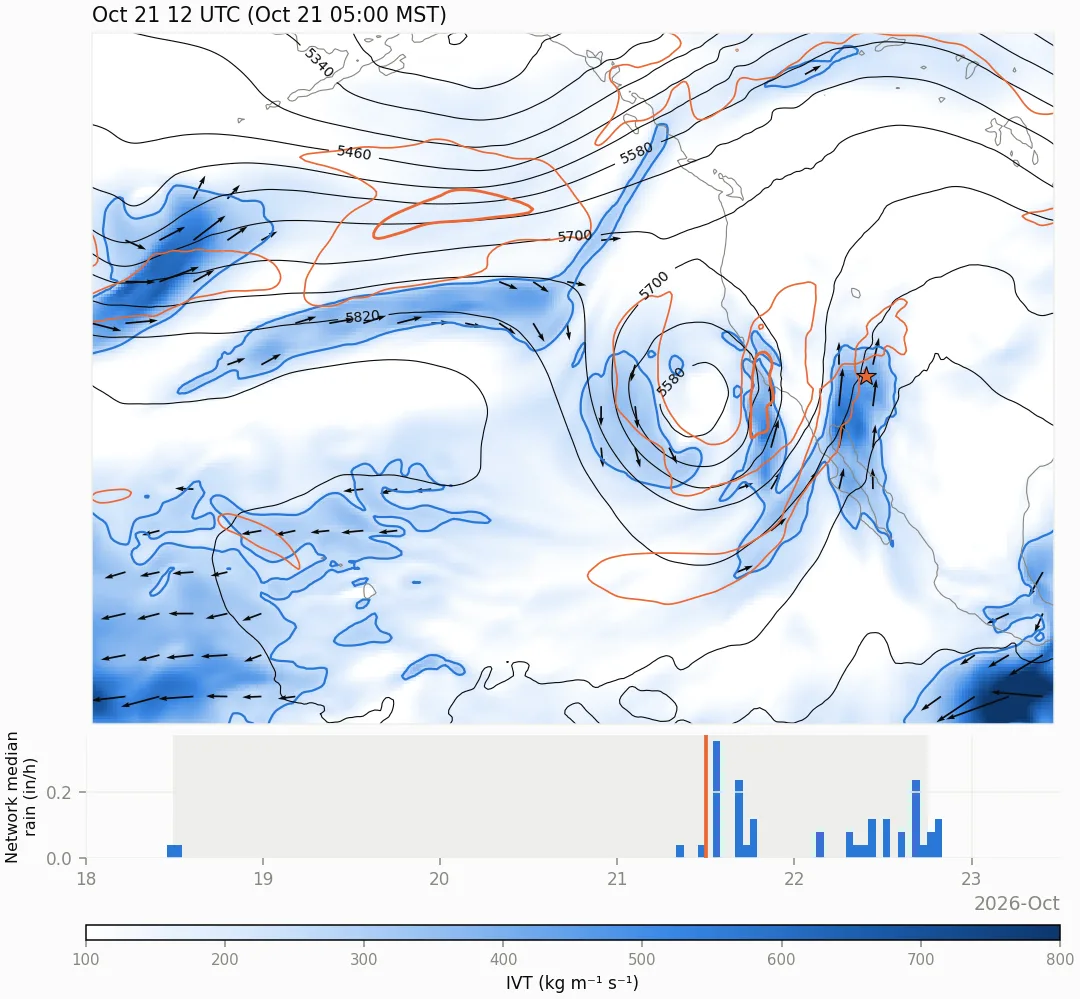 Oct 21 12 UTC (Oct 21 05:00 MST)
5340
5460
5580
5700
5700
5820
5580
Network median
rain (in/h)
0.2
0.0
18 19 20 21 22 23
2026-Oct
100 200 300 400 500 600 700 800
IVT (kg m⁻¹ s⁻¹)